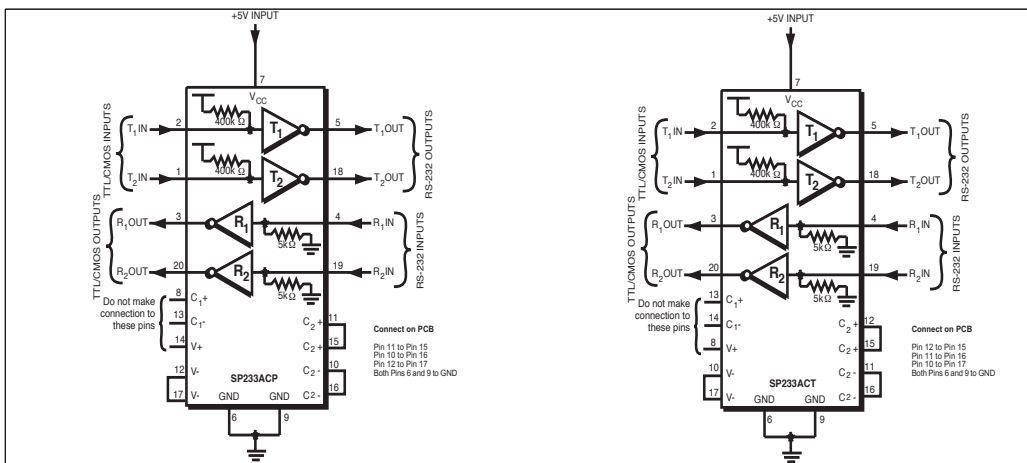 +5V INPUT
7
VCC
400k Ω
T1 IN
2
T1
5
T1OUT
400k Ω
T2IN
1
T2
18
T2OUT
TTL/CMOS INPUTS
RS-232 OUTPUTS
R1OUT
3
R1
4
R1IN
5kΩ
R2OUT
20
R2
19
R2IN
5kΩ
TTL/CMOS OUTPUTS
RS-232 INPUTS
Do not make
connection to
these pins
8
C1+
13
C1-
14
V+
12
V-
17
V-
11
C2 +
15
C2 +
10
C2 -
16
C2 -
SP233ACP
GND
GND
6
9
Connect on PCB
Pin 11 to Pin 15
Pin 10 to Pin 16
Pin 12 to Pin 17
Both Pins 6 and 9 to GND
+5V INPUT
7
VCC
400k Ω
T1 IN
2
T1
5
T1OUT
400k Ω
T2IN
1
T2
18
T2OUT
TTL/CMOS INPUTS
RS-232 OUTPUTS
R1OUT
3
R1
4
R1IN
5kΩ
R2OUT
20
R2
19
R2IN
5kΩ
TTL/CMOS OUTPUTS
RS-232 INPUTS
Do not make
connection to
these pins
13
C1+
14
C1-
8
V+
10
V-
17
V-
12
C2 +
15
C2 +
11
C2 -
16
C2 -
SP233ACT
GND
GND
6
9
Connect on PCB
Pin 12 to Pin 15
Pin 11 to Pin 16
Pin 10 to Pin 17
Both Pins 6 and 9 to GND